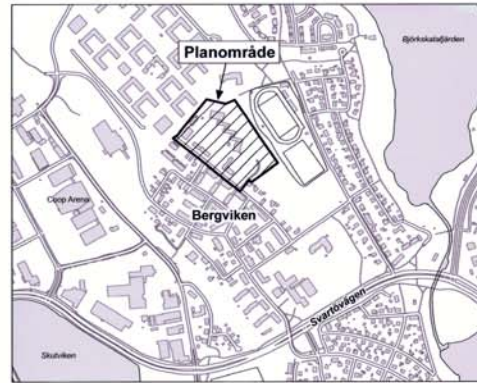 Planområde
Björkskatafjärden
Coop Arena
Bergviken
Svartövägen
Skutviken